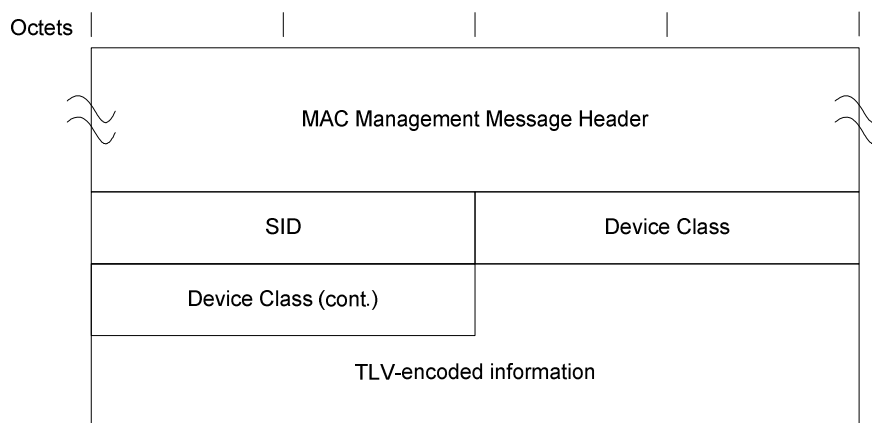 Octets
MAC Management Message Header
SID
Device Class
Device Class (cont.)
TLV-encoded information